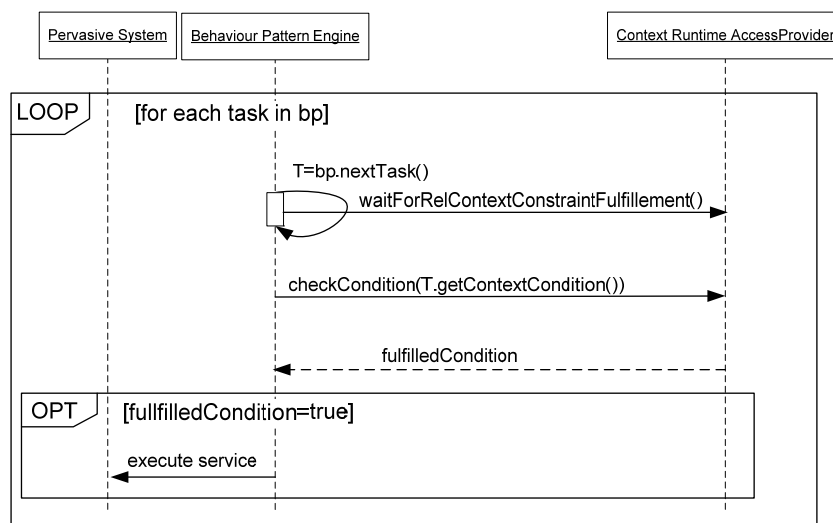 Pervasive System
Behaviour Pattern Engine
Context Runtime AccessProvider
LOOP
[for each task in bp]
T=bp.nextTask()
waitForRelContextConstraintFulfillement()
checkCondition(T.getContextCondition())
fulfilledCondition
OPT
[fullfilledCondition=true]
execute service